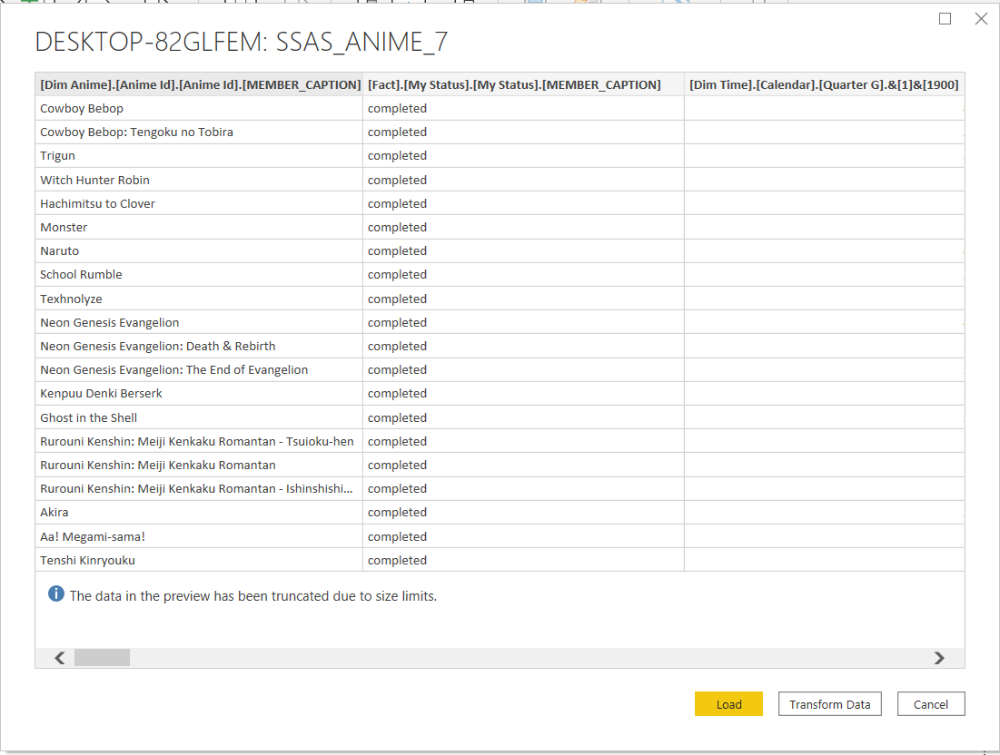 DESKTOP-82GLFEM: SSAS_ANIME_7
[Dim Anime].[Anime Id].[Anime Id].[MEMBER_CAPTION] [Fact].[My Status].[My Status].[MEMBER_CAPTION] [Dim Time].[Calendar].[Quarter G].&[1]&[1900]
Cowboy Bebop completed
Cowboy Bebop: Tengoku no Tobira completed
Trigun completed
Witch Hunter Robin completed
Hachimitsu to Clover completed
Monster completed
Naruto completed
School Rumble completed
Texhnolyze completed
Neon Genesis Evangelion completed
Neon Genesis Evangelion: Death & Rebirth completed
Neon Genesis Evangelion: The End of Evangelion completed
Kenpuu Denki Berserk completed
Ghost in the Shell completed
Rurouni Kenshin: Meiji Kenkaku Romantan - Tsuioku-hen completed
Rurouni Kenshin: Meiji Kenkaku Romantan completed
Rurouni Kenshin: Meiji Kenkaku Romantan - Ishinshishi... completed
Akira completed
Aa! Megami-sama! completed
Tenshi Kinryouku completed
The data in the preview has been truncated due to size limits.
Load Transform Data Cancel